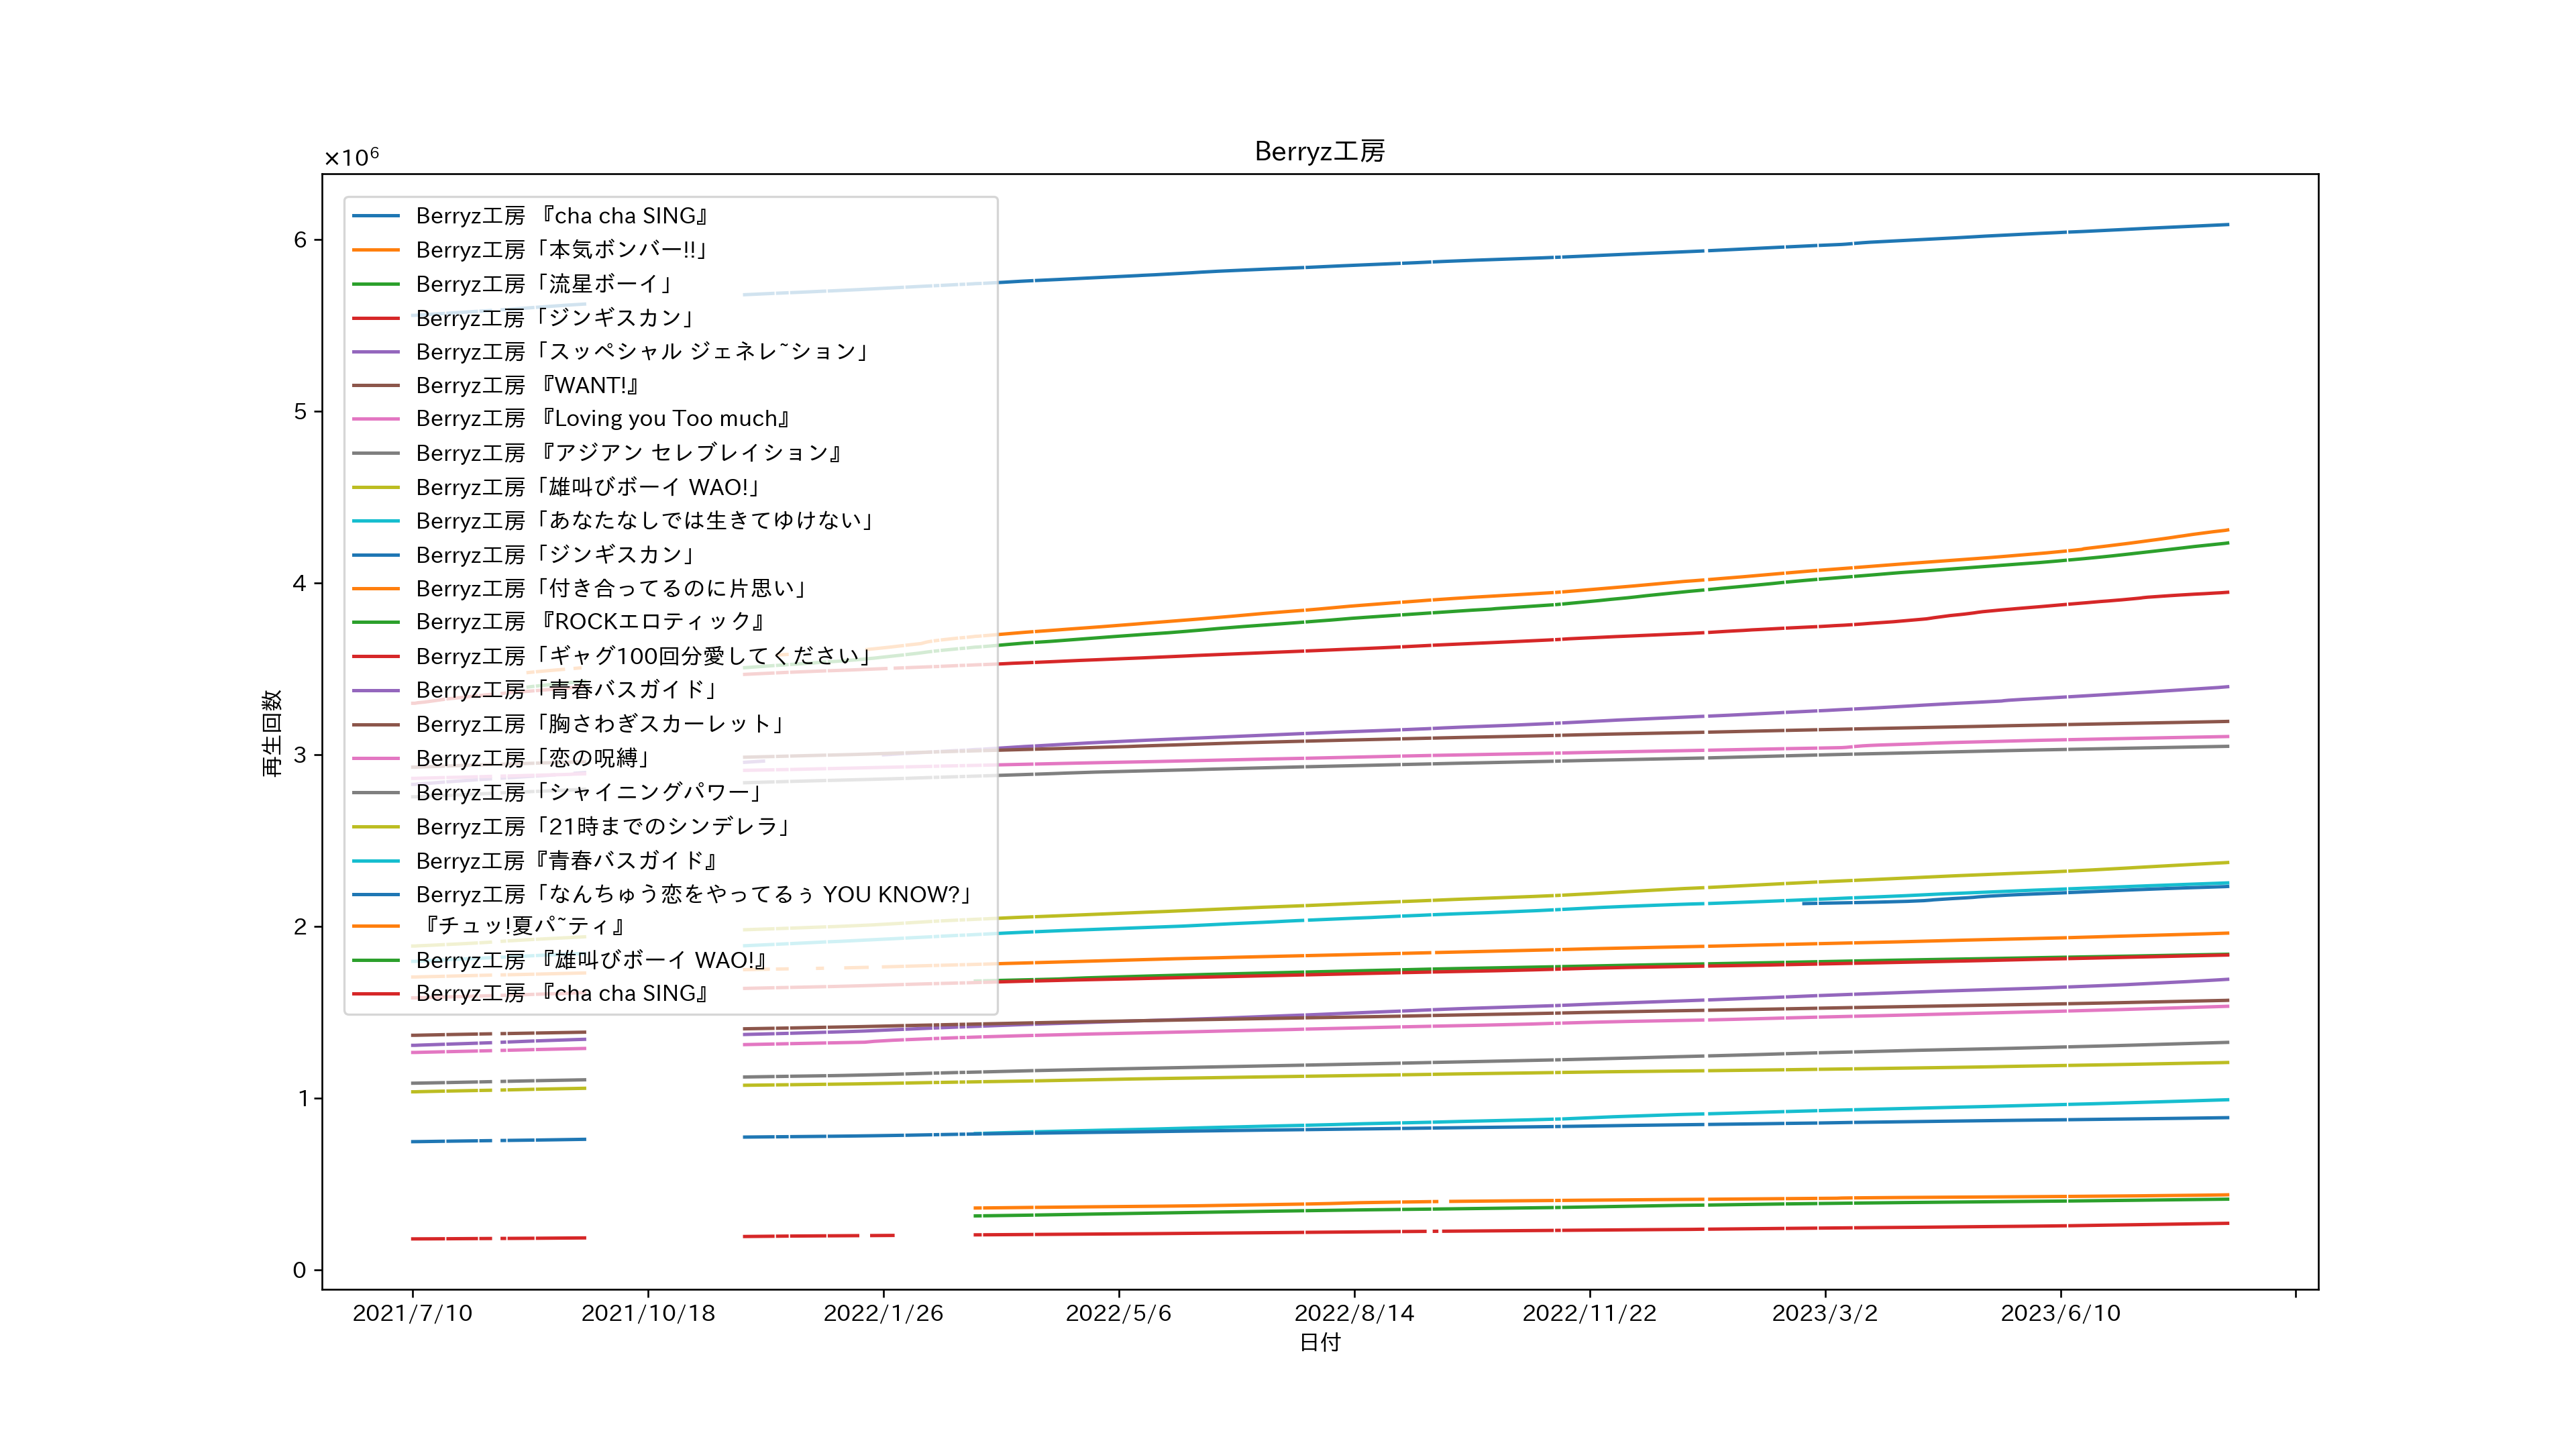 Berryz工房
×10⁶
Berryz工房 『cha cha SING』
Berryz工房「本気ボンバー!!」
Berryz工房「流星ボーイ」
Berryz工房「ジンギスカン」
Berryz工房「スッペシャル ジェネレ~ション」
Berryz工房 『WANT!』
Berryz工房 『Loving you Too much』
Berryz工房 『アジアン セレブレイション』
Berryz工房「雄叫びボーイ WAO!」
Berryz工房「あなたなしでは生きてゆけない」
Berryz工房「ジンギスカン」
Berryz工房「付き合ってるのに片思い」
Berryz工房 『ROCKエロティック』
Berryz工房「ギャグ100回分愛してください」
Berryz工房「青春バスガイド」
Berryz工房「胸さわぎスカーレット」
Berryz工房「恋の呪縛」
Berryz工房「シャイニングパワー」
Berryz工房「21時までのシンデレラ」
Berryz工房『青春バスガイド』
Berryz工房「なんちゅう恋をやってるぅ YOU KNOW?」
『チュッ!夏パ~ティ』
Berryz工房 『雄叫びボーイ WAO!』
Berryz工房 『cha cha SING』
6
5
4
3
2
1
0
再生回数
2021/7/10
2021/10/18
2022/1/26
2022/5/6
2022/8/14
2022/11/22
2023/3/2
2023/6/10
日付